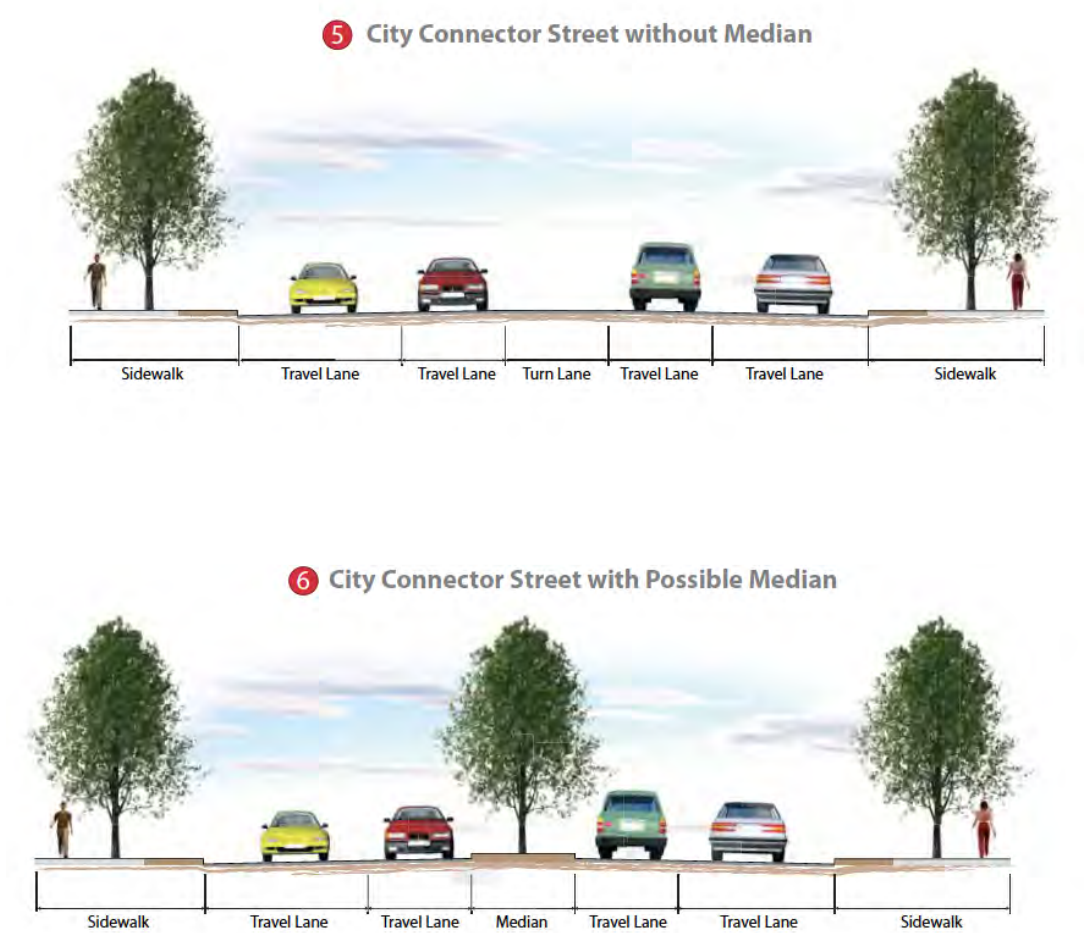 5 City Connector Street without Median
Sidewalk Travel Lane Travel Lane Turn Lane Travel Lane Travel Lane Sidewalk
6 City Connector Street with Possible Median
Sidewalk Travel Lane Travel Lane Median Travel Lane Travel Lane Sidewalk